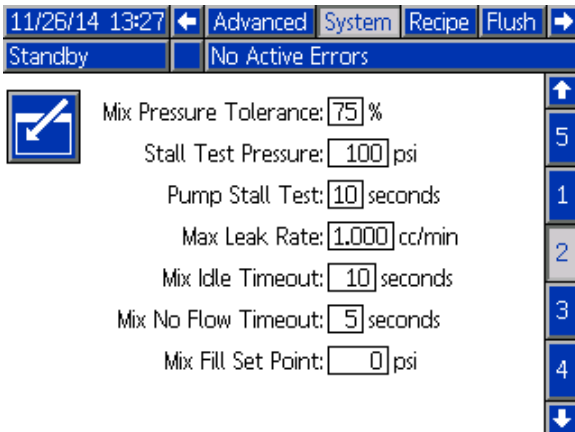 11/26/14 13:27 Advanced System Recipe Flush
Standby No Active Errors
Mix Pressure Tolerance: 75 %
Stall Test Pressure: 100 psi
Pump Stall Test: 10 seconds
Max Leak Rate: 1.000 cc/min
Mix Idle Timeout: 10 seconds
Mix No Flow Timeout: 5 seconds
Mix Fill Set Point: 0 psi
5
1
2
3
4